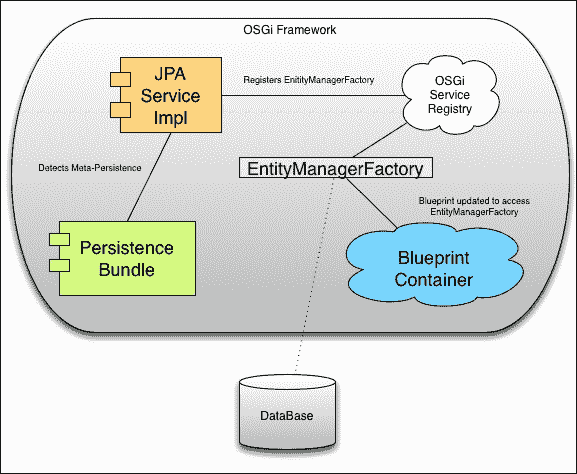 OSGi Framework
JPA
Service
Impl
Registers EnitityManagerFactory
OSGi
Service
Registry
Detects Meta-Persistence
EntityManagerFactory
Blueprint updated to access
EntityManagerFactory
Persistence
Bundle
Blueprint
Container
DataBase